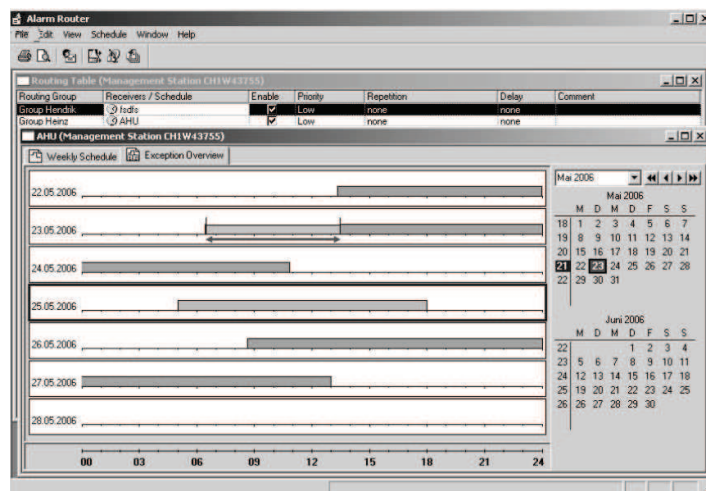 Alarm Router
File Edit View Schedule Window Help
Routing Table (Management Station CH1W43755)
Routing Group Receivers / Schedule Enable Priority Repetition Delay Comment
Group Hendrik fsdfs Low none none
Group Heinz AHU Low none none
AHU (Management Station CH1W43755)
Weekly Schedule Exception Overview
22.05.2006
23.05.2006
24.05.2006
25.05.2006
26.05.2006
27.05.2006
28.05.2006
00 03 06 09 12 15 18 21 24
Mai 2006
Mai 2006
M D M D F S S
18 1 2 3 4 5 6 7
19 8 9 10 11 12 13 14
20 15 16 17 18 19 20 21
21 22 23 24 25 26 27 28
22 29 30 31
Juni 2006
M D M D F S S
22 1 2 3 4
23 5 6 7 8 9 10 11
24 12 13 14 15 16 17 18
25 19 20 21 22 23 24 25
26 26 27 28 29 30